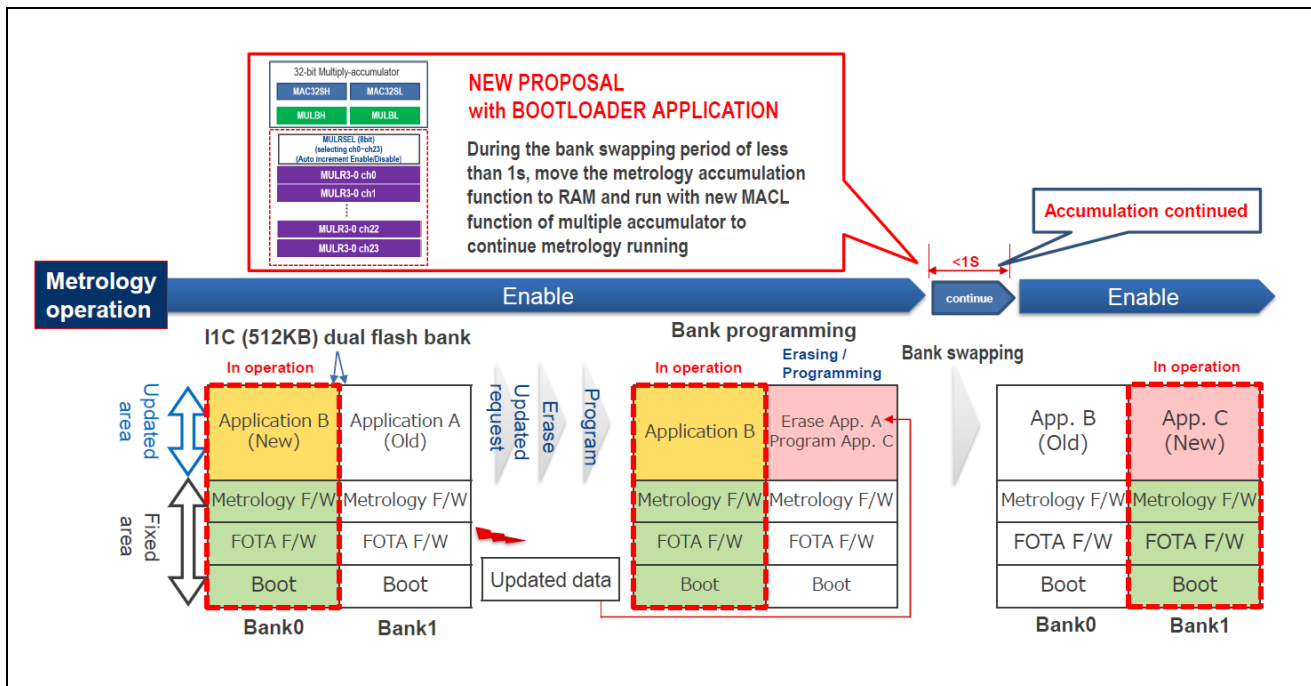 32-bit Multiply-accumulator
MAC32SH
MAC32SL
MULBH
MULBL
MULRSEL (8bit)
(selecting ch0~ch23)
(Auto increment Enable/Disable)
MULR3-0 ch0
MULR3-0 ch1
MULR3-0 ch22
MULR3-0 ch23
NEW PROPOSAL
with BOOTLOADER APPLICATION
During the bank swapping period of less
than 1s, move the metrology accumulation
function to RAM and run with new MACL
function of multiple accumulator to
continue metrology running
Accumulation continued
<1S
Metrology
operation
Enable
continue
Enable
I1C (512KB) dual flash bank
Bank programming
Bank swapping
In operation
In operation
Erasing /
Programming
In operation
Updated
area
Fixed
area
Application B
(New)
Application A
(Old)
Metrology F/W
Metrology F/W
FOTA F/W
FOTA F/W
Boot
Boot
Bank0
Bank1
Updated
request
Erase
Program
Updated data
Application B
Erase App. A
Program App. C
Metrology F/W
Metrology F/W
FOTA F/W
FOTA F/W
Boot
Boot
App. B
(Old)
App. C
(New)
Metrology F/W
Metrology F/W
FOTA F/W
FOTA F/W
Boot
Boot
Bank0
Bank1